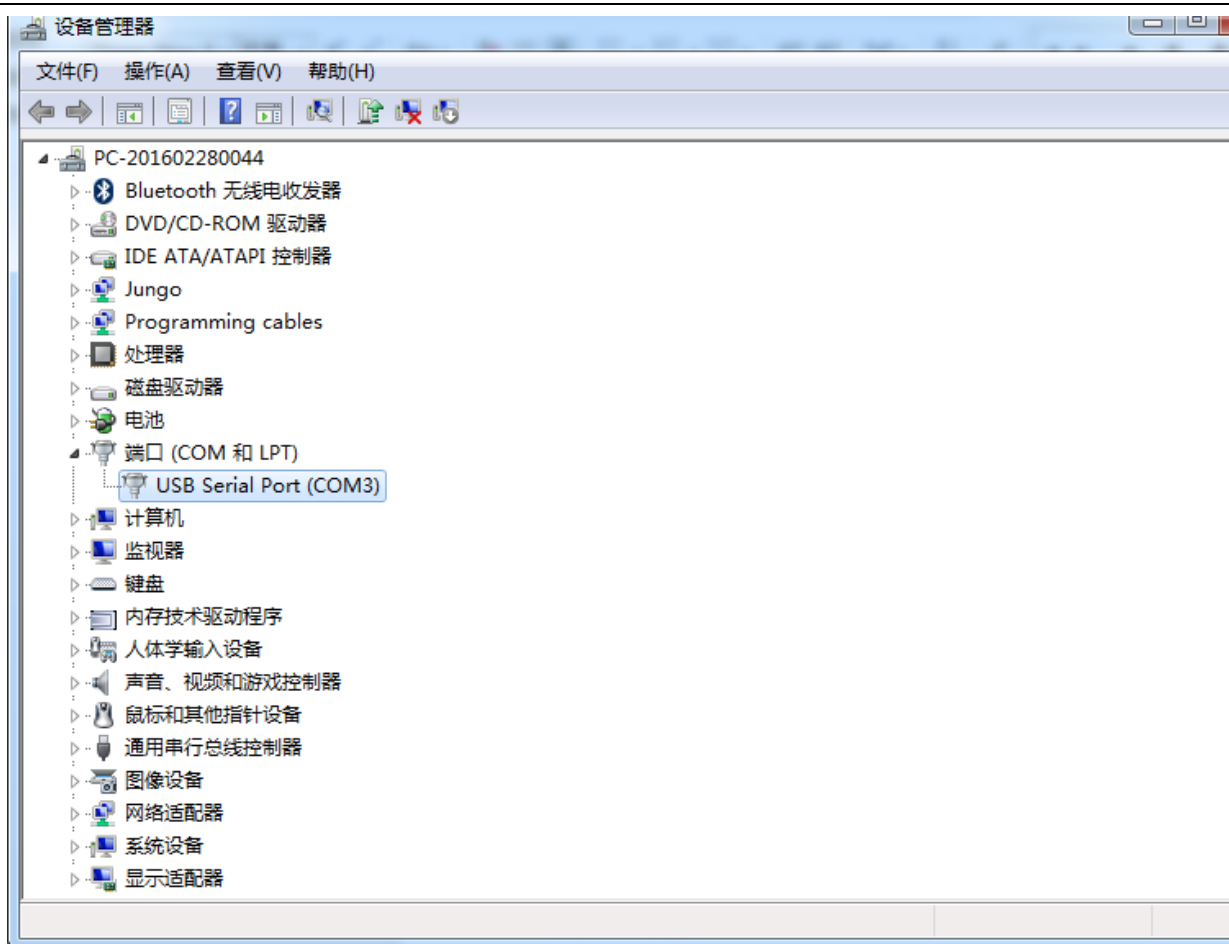 设备管理器
文件(F) 操作(A) 查看(V) 帮助(H)
PC-201602280044
Bluetooth 无线电收发器
DVD/CD-ROM 驱动器
IDE ATA/ATAPI 控制器
Jungo
Programming cables
处理器
磁盘驱动器
电池
端口 (COM 和 LPT)
USB Serial Port (COM3)
计算机
监视器
键盘
内存技术驱动程序
人体学输入设备
声音、视频和游戏控制器
鼠标和其他指针设备
通用串行总线控制器
图像设备
网络适配器
系统设备
显示适配器